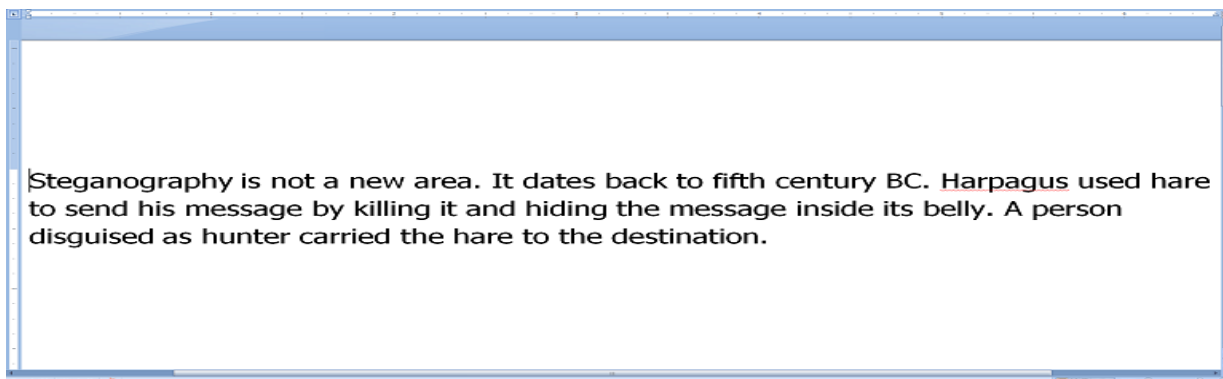 Steganography is not a new area. It dates back to fifth century BC. Harpagus used hare
to send his message by killing it and hiding the message inside its belly. A person
disguised as hunter carried the hare to the destination.